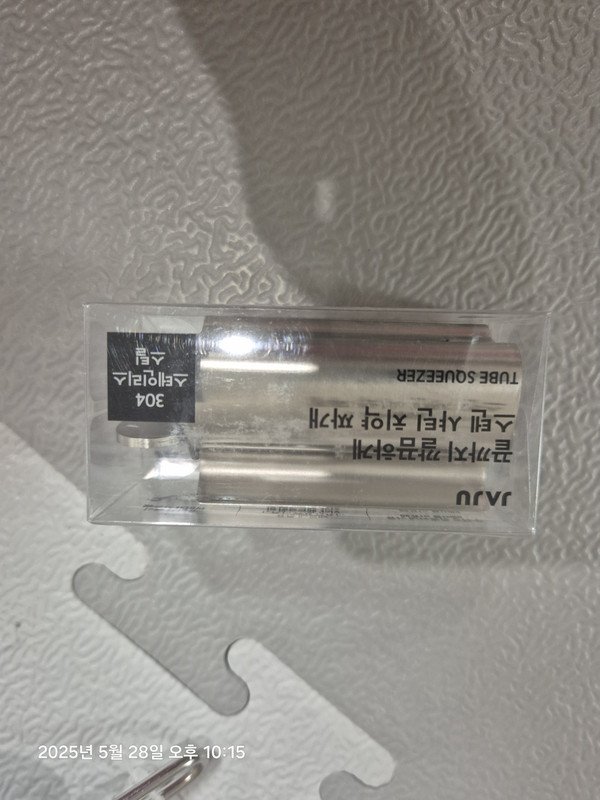 JAJU
끝까지 깔끔하게
스텐 사틴 치약 짜개
TUBE SQUEEZER
304
스테인리스
스틸
2025년 5월 28일 오후 10:15